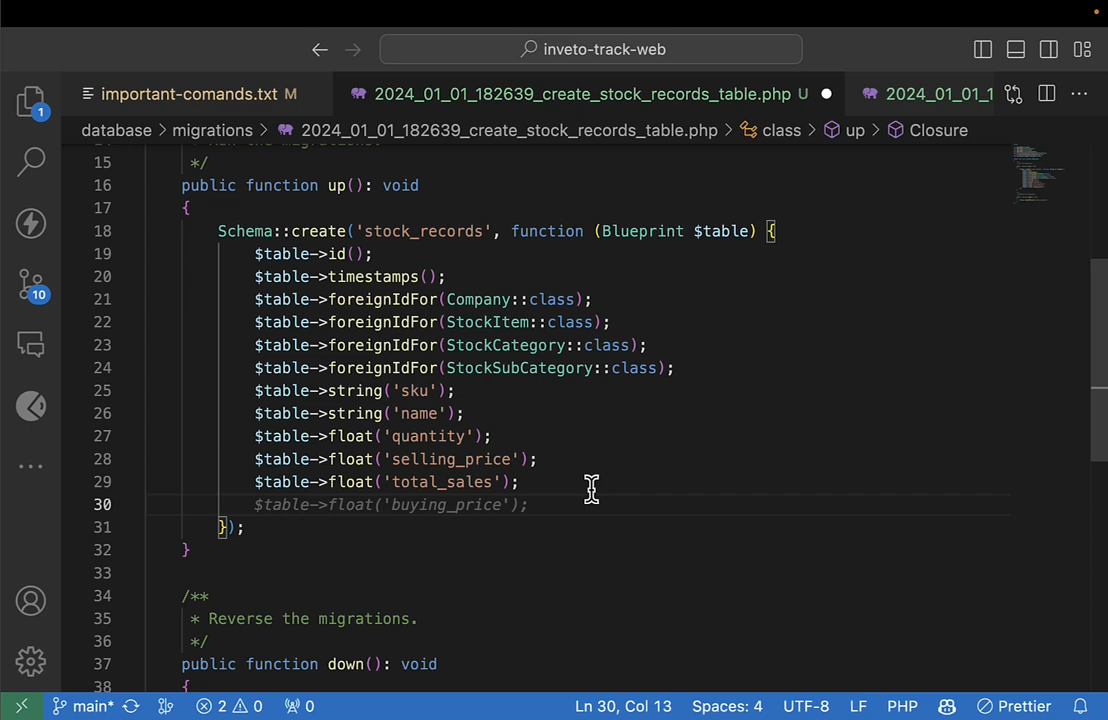 inveto-track-web
important-comands.txt M
2024_01_01_182639_create_stock_records_table.php U
2024_01_01_1
database > migrations > 2024_01_01_182639_create_stock_records_table.php > class > up > Closure
15 */
16 public function up(): void
17 {
18 Schema::create('stock_records', function (Blueprint $table) {
19 $table->id();
20 $table->timestamps();
21 $table->foreignIdFor(Company::class);
22 $table->foreignIdFor(StockItem::class);
23 $table->foreignIdFor(StockCategory::class);
24 $table->foreignIdFor(StockSubCategory::class);
25 $table->string('sku');
26 $table->string('name');
27 $table->float('quantity');
28 $table->float('selling_price');
29 $table->float('total_sales');
30 $table->float('buying_price');
31 });
32 }
33
34 /**
35 * Reverse the migrations.
36 */
37 public function down(): void
38 {
1
10
main* 2 0 0 Ln 30, Col 13 Spaces: 4 UTF-8 LF PHP Prettier